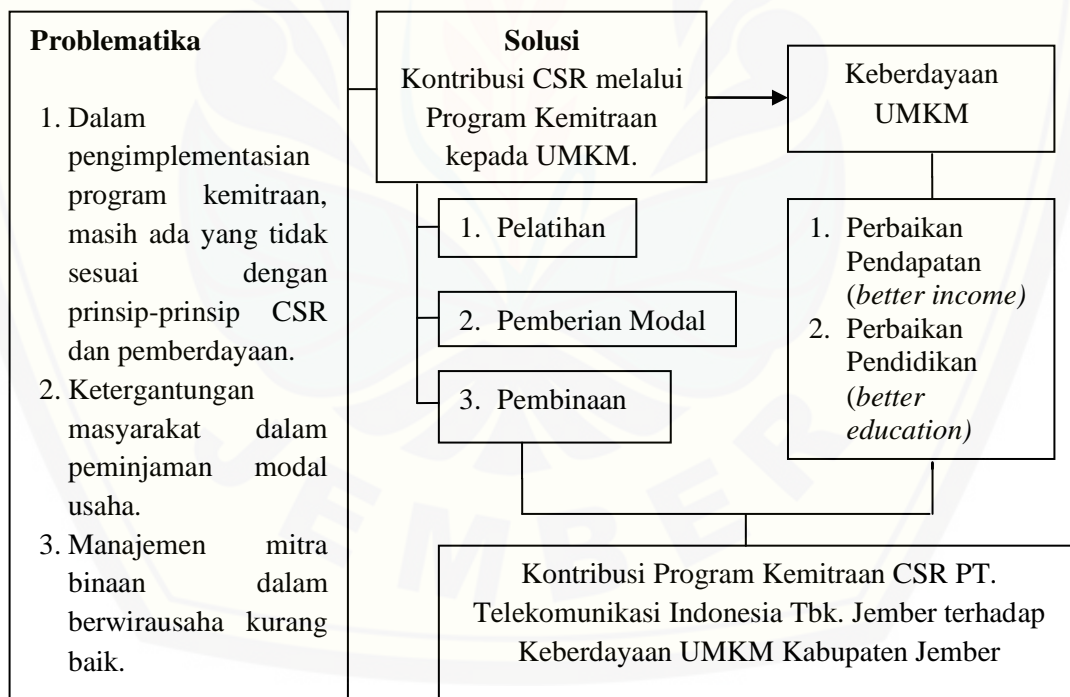 Problematika
1. Dalam
pengimplementasian
program kemitraan,
masih ada yang tidak
sesuai dengan
prinsip-prinsip CSR
dan pemberdayaan.
2. Ketergantungan
masyarakat dalam
peminjaman modal
usaha.
3. Manajemen mitra
binaan dalam
berwirausaha kurang
baik.
Solusi
Kontribusi CSR melalui
Program Kemitraan
kepada UMKM.
1. Pelatihan
2. Pemberian Modal
3. Pembinaan
Keberdayaan
UMKM
1. Perbaikan
Pendapatan
(better income)
2. Perbaikan
Pendidikan
(better
education)
Kontribusi Program Kemitraan CSR PT.
Telekomunikasi Indonesia Tbk. Jember terhadap
Keberdayaan UMKM Kabupaten Jember
JEMBER